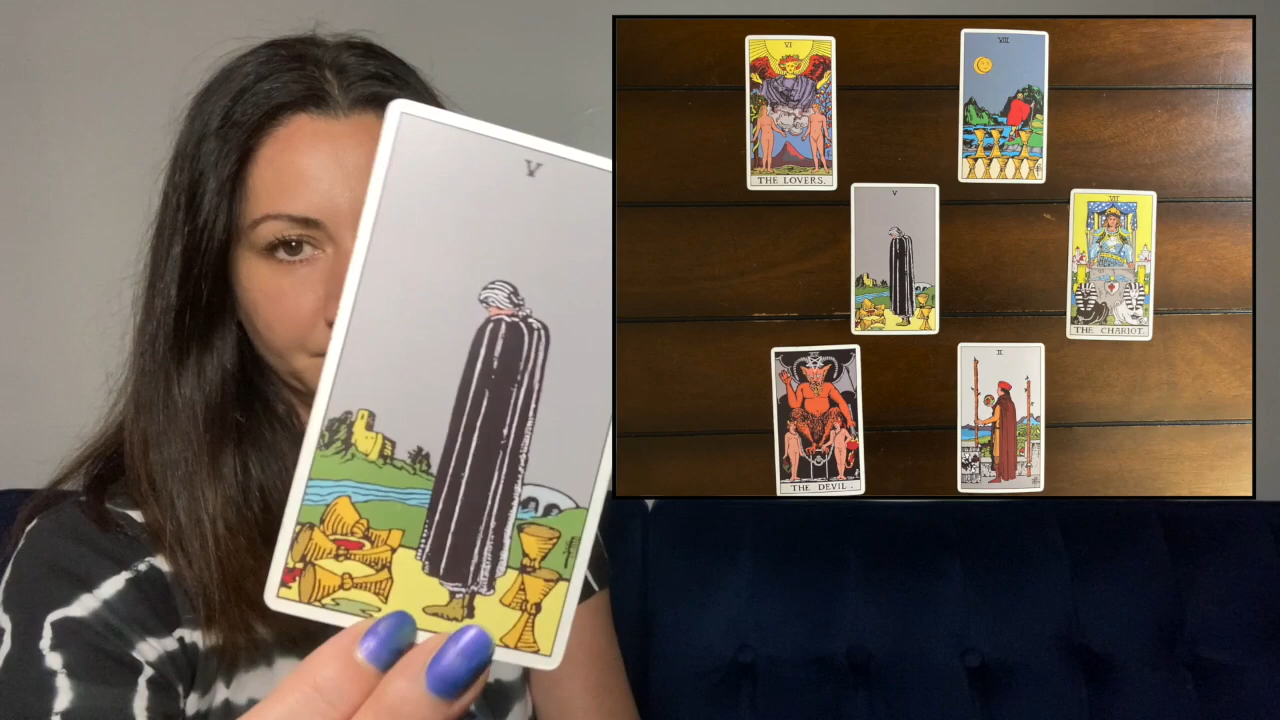 V
VI
THE LOVERS.
VIII
V
VII
THE CHARIOT.
THE DEVIL.
II